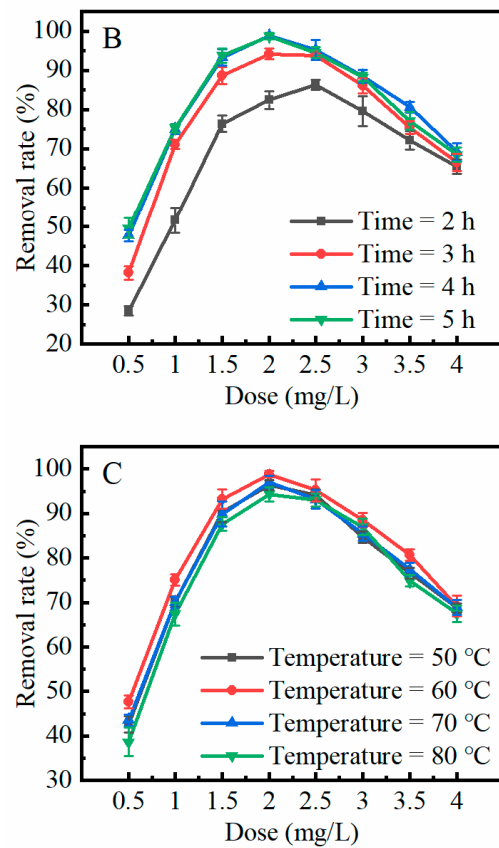 B
Removal rate (%)
100
90
80
70
60
50
40
30
20
Time = 2 h
Time = 3 h
Time = 4 h
Time = 5 h
0.5 1 1.5 2 2.5 3 3.5 4
Dose (mg/L)
C
Removal rate (%)
100
90
80
70
60
50
40
30
Temperature = 50 °C
Temperature = 60 °C
Temperature = 70 °C
Temperature = 80 °C
0.5 1 1.5 2 2.5 3 3.5 4
Dose (mg/L)